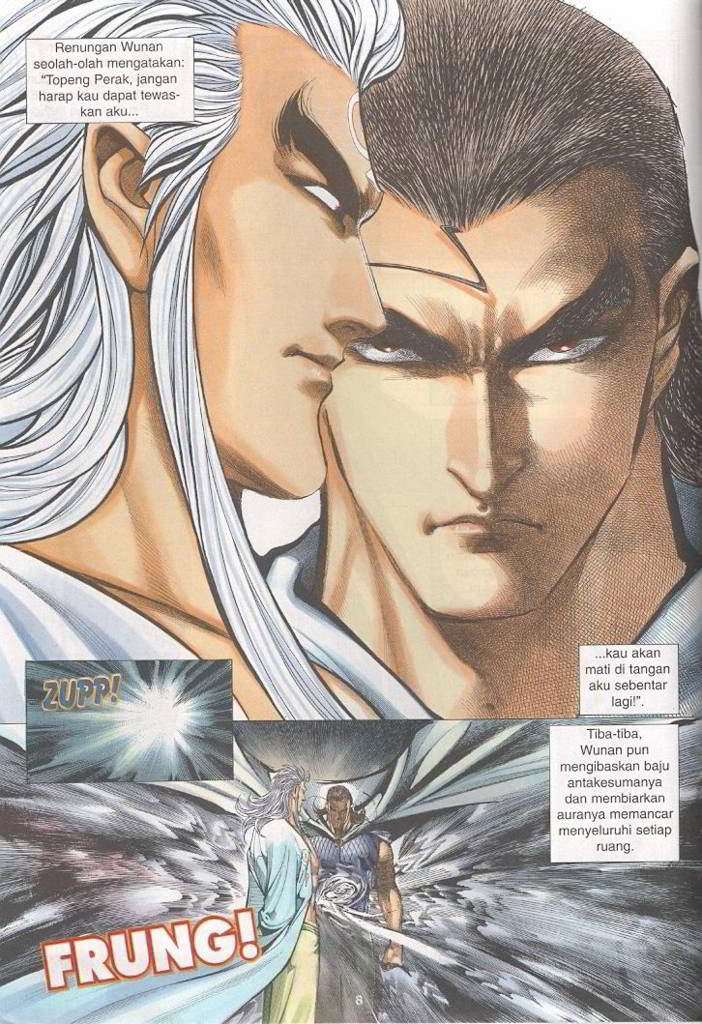 Renungan Wunan
seolah-olah mengatakan:
“Topeng Perak, jangan
harap kau dapat tewas-
kan aku...
...kau akan
mati di tangan
aku sebentar
lagi!”.
ZUPP!
Tiba-tiba,
Wunan pun
mengibaskan baju
antakesumanya
dan membiarkan
auranya memancar
menyeluruhi setiap
ruang.
FRUNG!
8